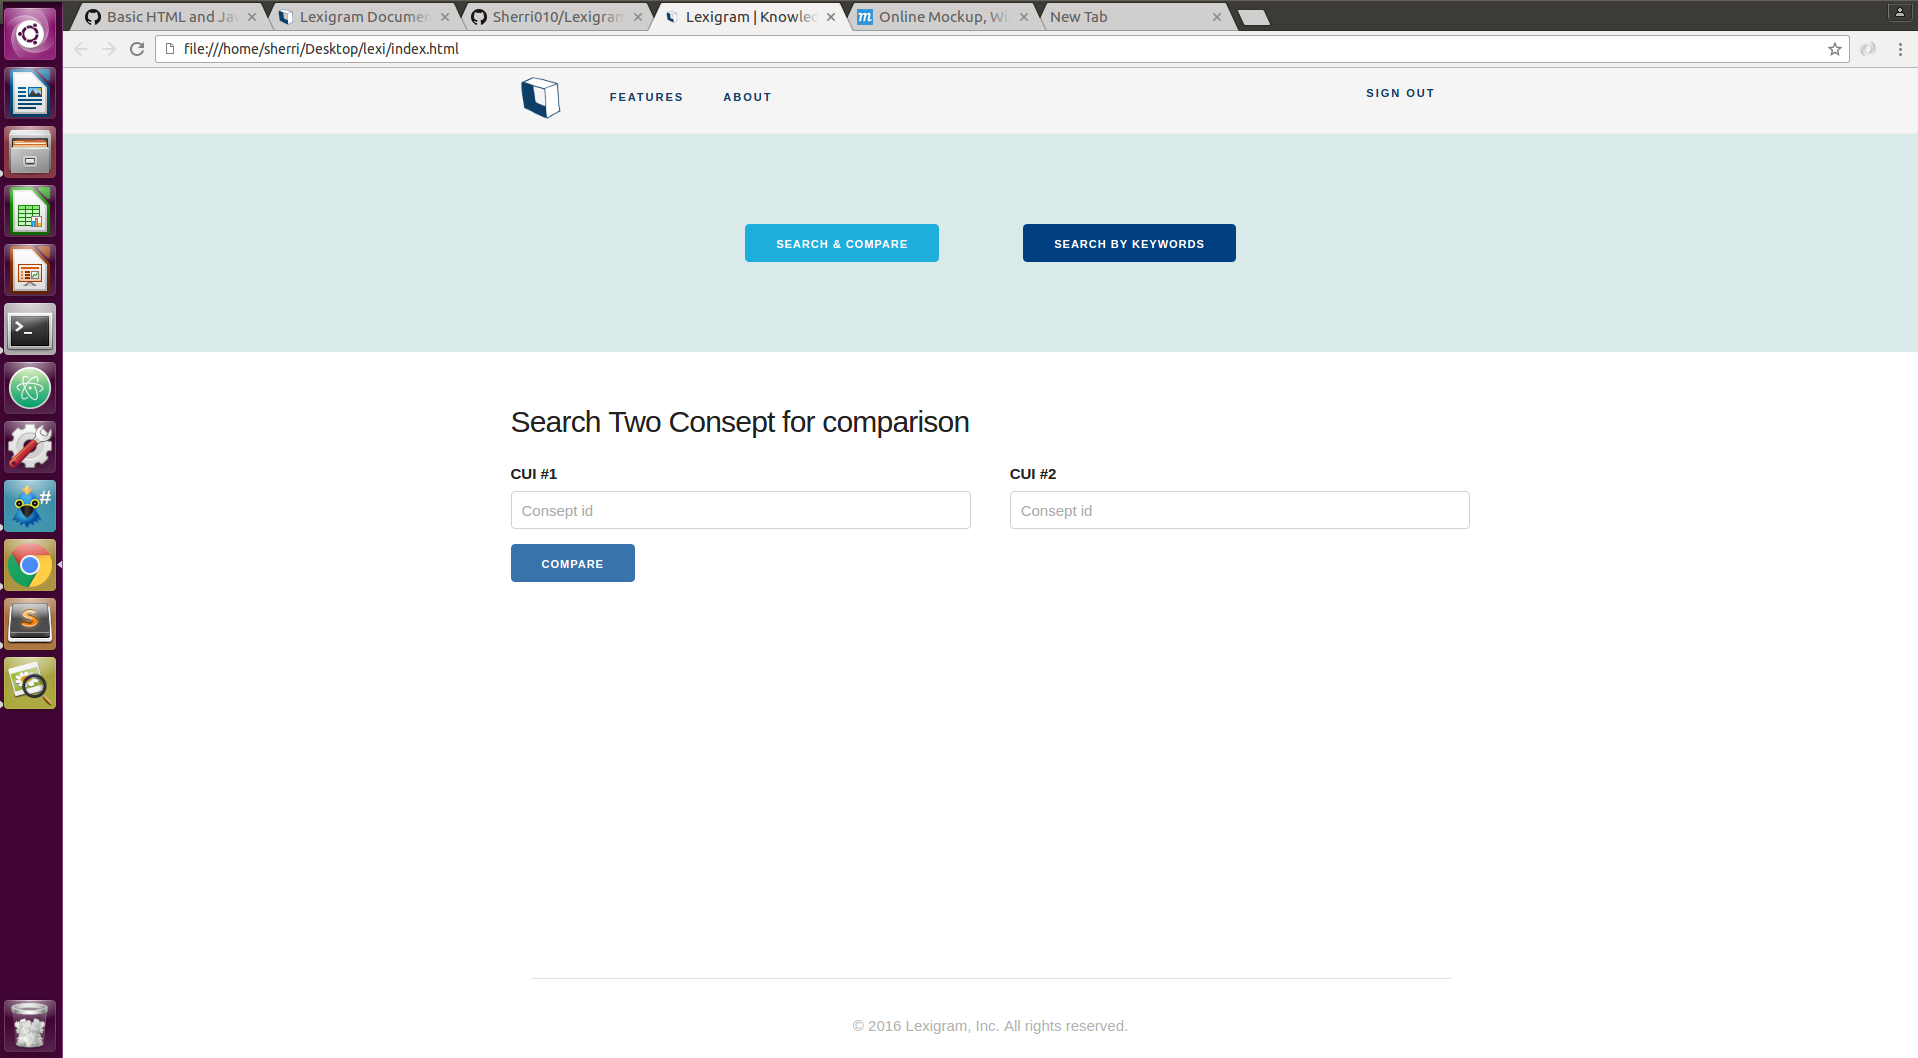 Basic HTML and Ja
Lexigram Documen
Sherri010/Lexigram
Lexigram | Knowled
Online Mockup, Wi
New Tab
file:///home/sherri/Desktop/lexi/index.html
FEATURES
ABOUT
SIGN OUT
SEARCH & COMPARE
SEARCH BY KEYWORDS
Search Two Consept for comparison
CUI #1
CUI #2
Consept id
Consept id
COMPARE
© 2016 Lexigram, Inc. All rights reserved.